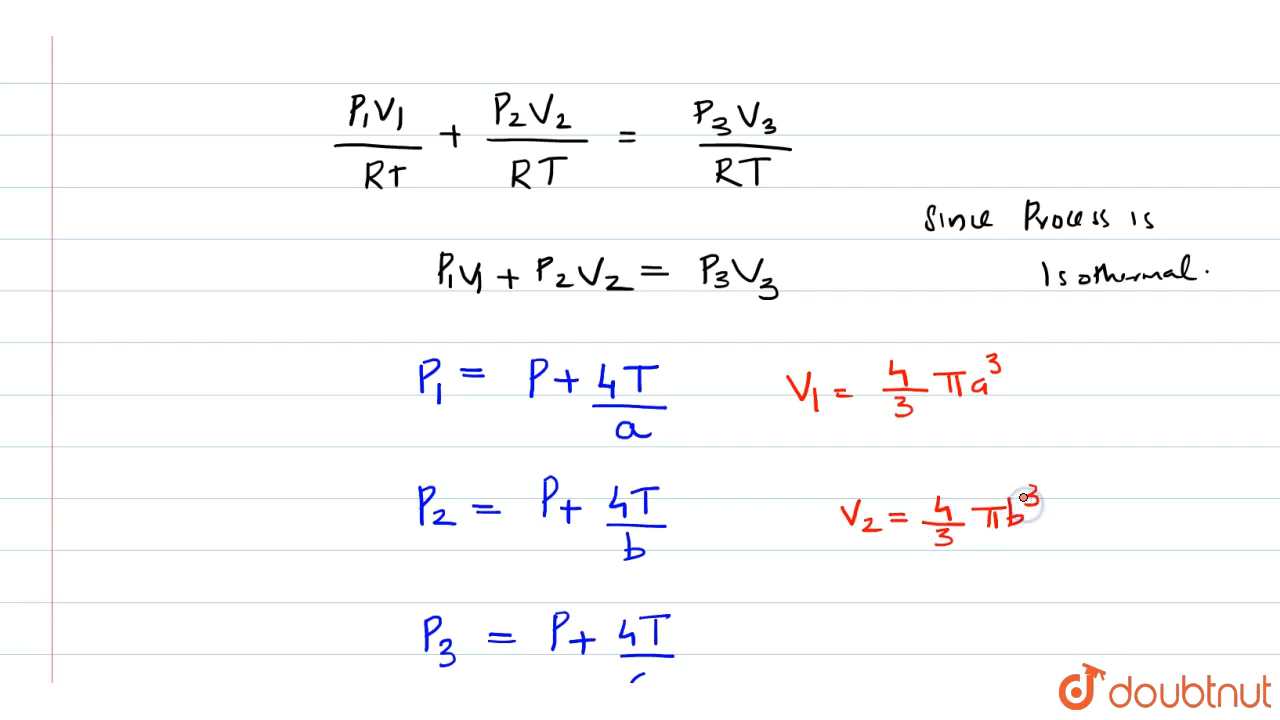 P₁V₁/RT + P₂V₂/RT = P₃V₃/RT
Since Process is
Isothermal.
P₁V₁ + P₂V₂ = P₃V₃
P₁ = P + 4T/a V₁ = 4/3 πa³
P₂ = P + 4T/b V₂ = 4/3 πb³
P₃ = P + 4T/
doubtnut